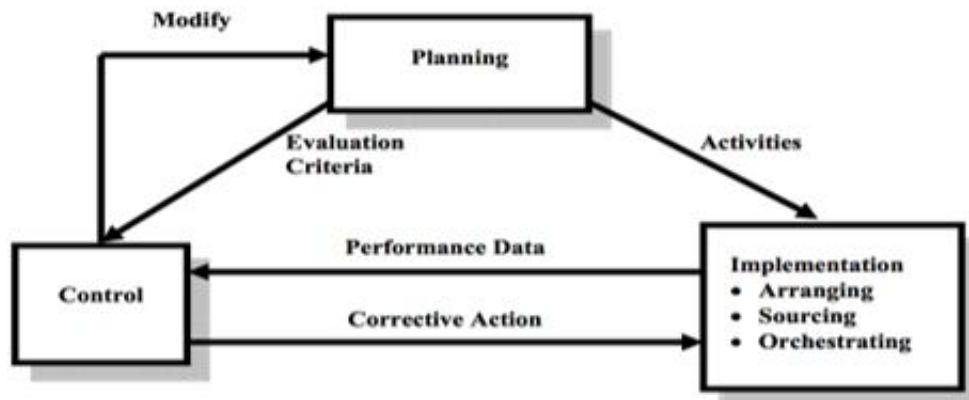 Modify
Planning
Evaluation
Criteria
Activities
Performance Data
Control
Corrective Action
Implementation
• Arranging
• Sourcing
• Orchestrating